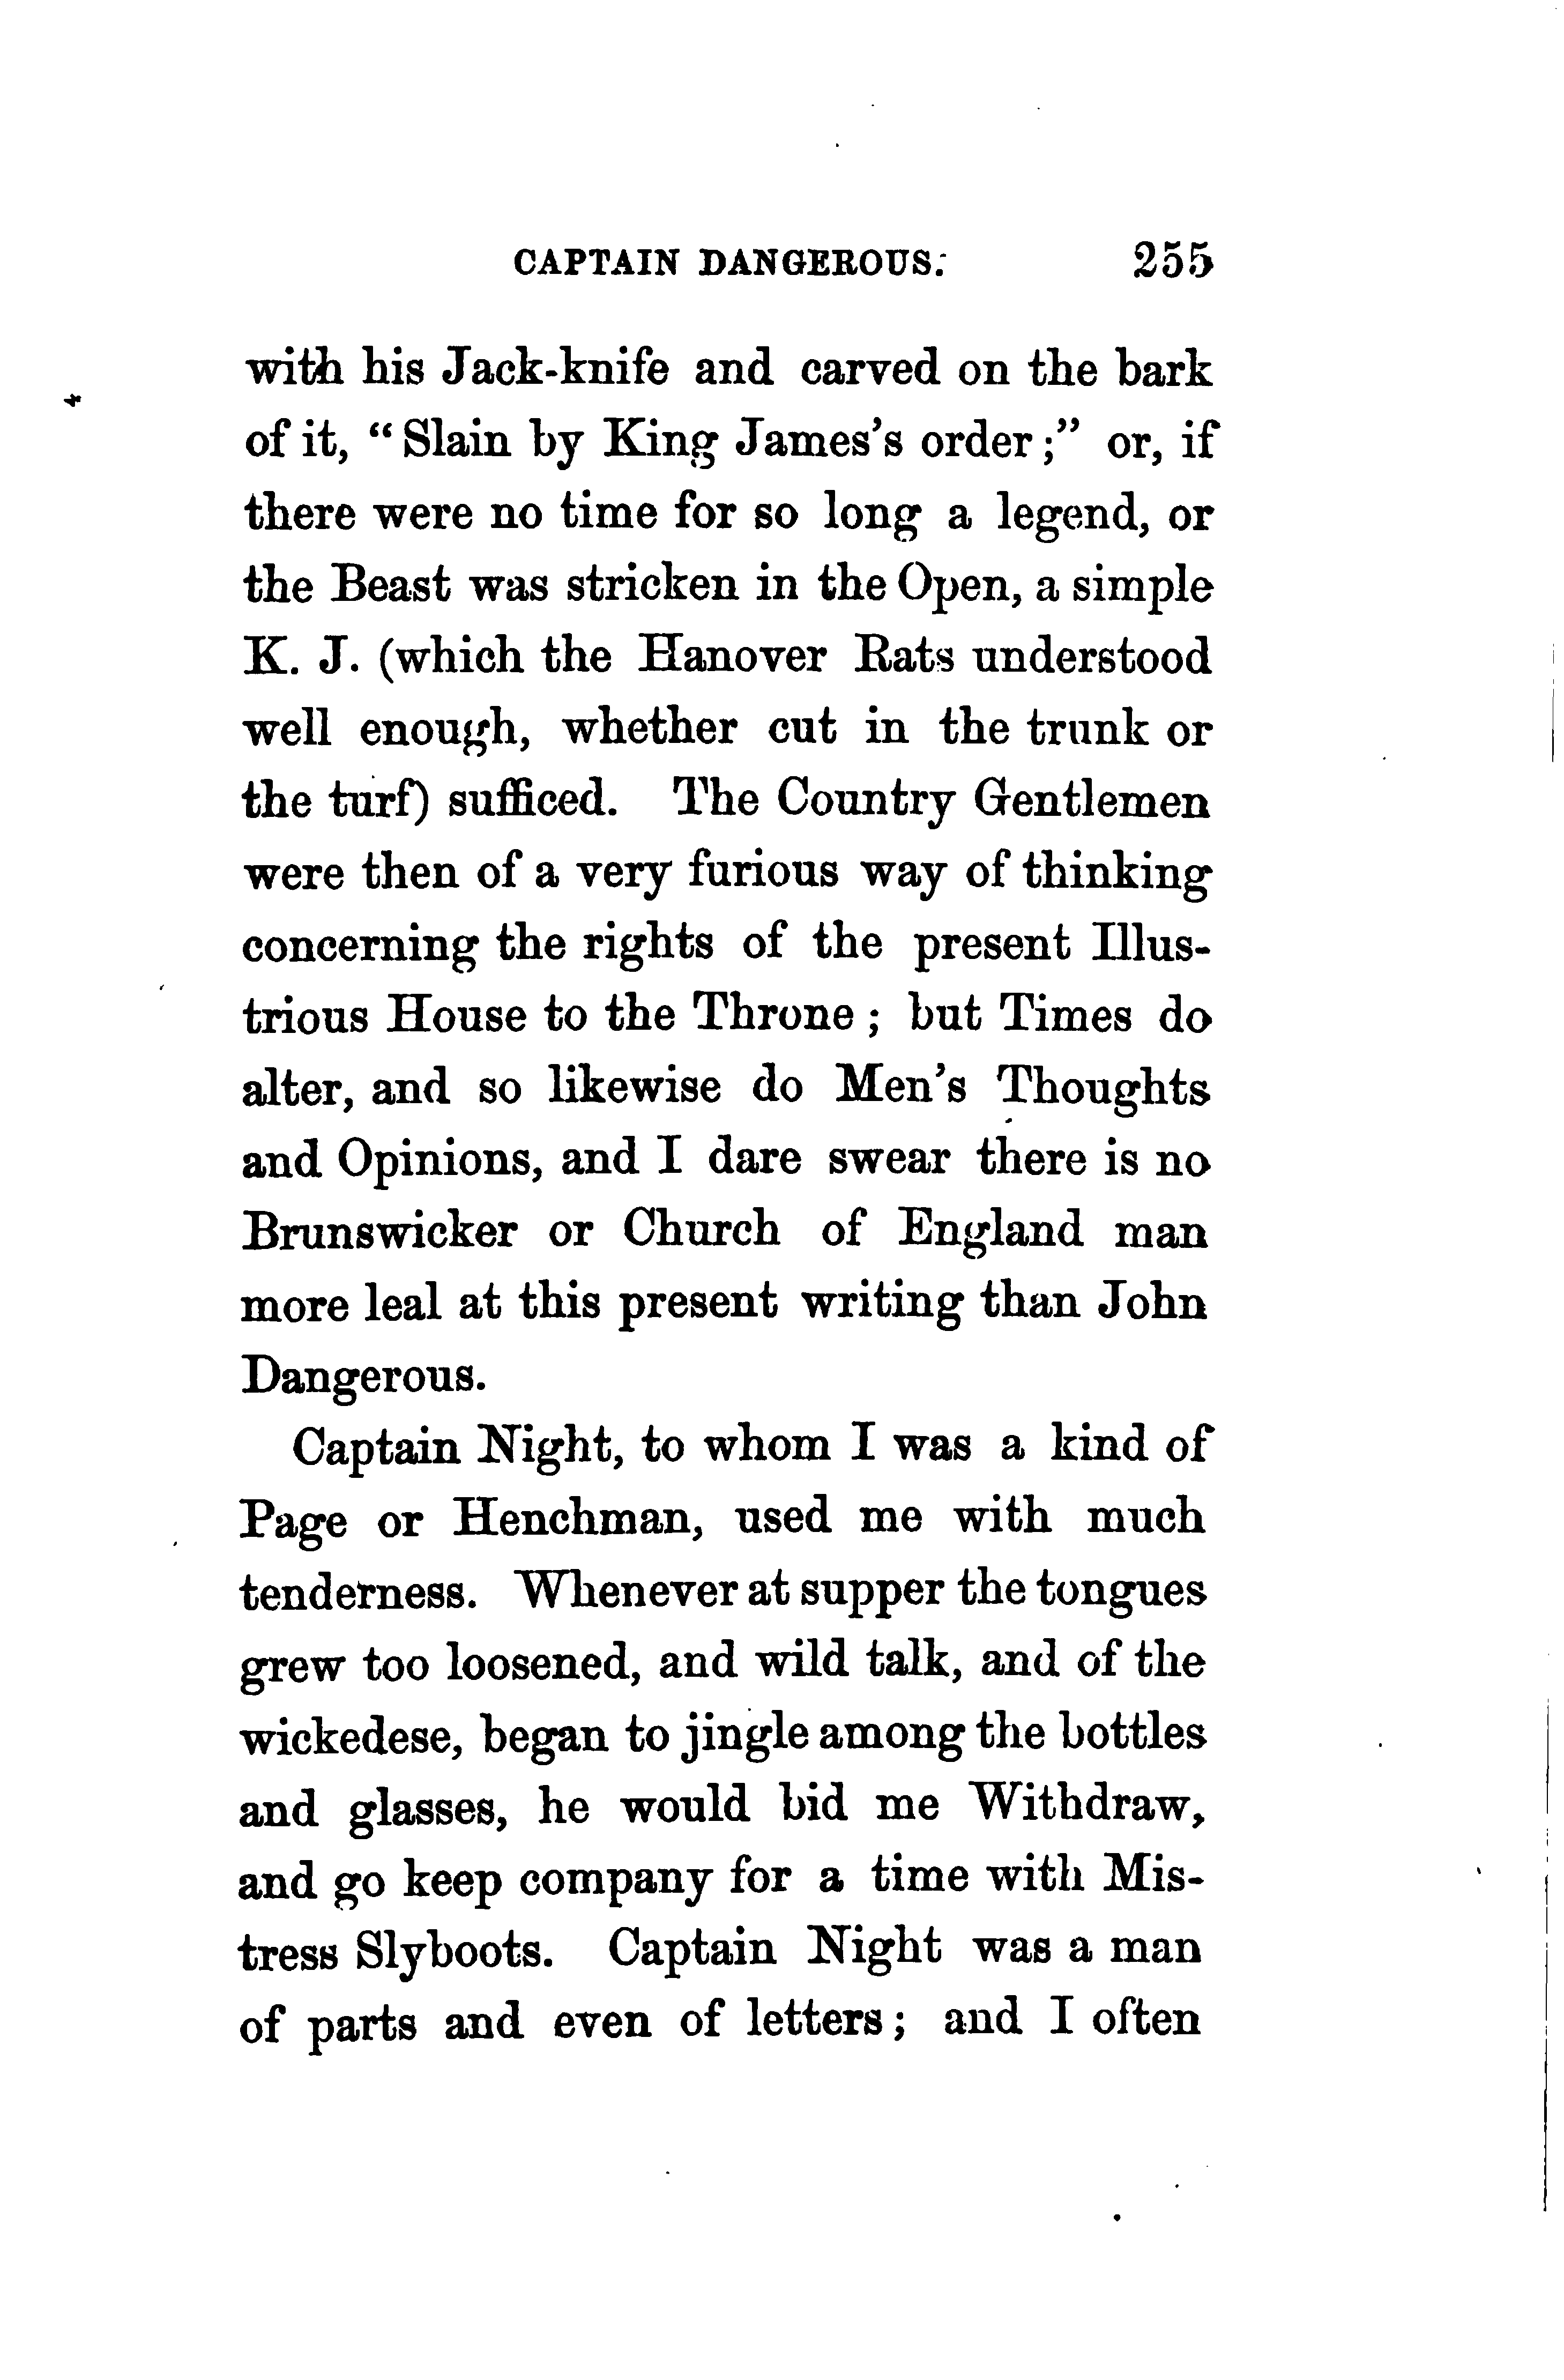 CAPTAIN DANGEROUS. 255
with his Jack-knife and carved on the bark
of it, “Slain by King James’s order;” or, if
there were no time for so long a legend, or
the Beast was stricken in the Open, a simple
K. J. (which the Hanover Rats understood
well enough, whether cut in the trunk or
the turf) sufficed. The Country Gentlemen
were then of a very furious way of thinking
concerning the rights of the present Illus-
trious House to the Throne; but Times do
alter, and so likewise do Men’s Thoughts
and Opinions, and I dare swear there is no
Brunswicker or Church of England man
more leal at this present writing than John
Dangerous.
Captain Night, to whom I was a kind of
Page or Henchman, used me with much
tenderness. Whenever at supper the tongues
grew too loosened, and wild talk, and of the
wickedese, began to jingle among the bottles
and glasses, he would bid me Withdraw,
and go keep company for a time with Mis-
tress Slyboots. Captain Night was a man
of parts and even of letters; and I often